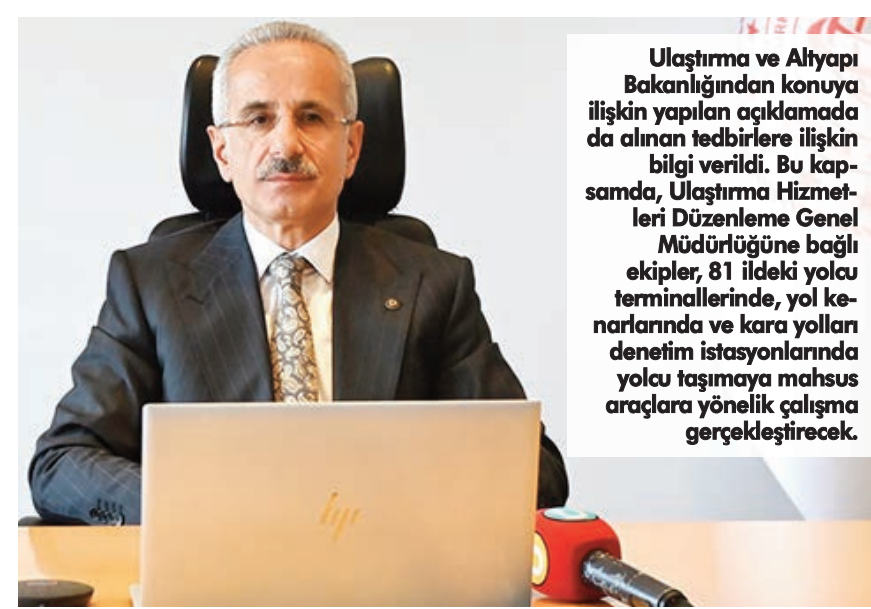 Ulaştırma ve Altyapı
Bakanlığından konuya
ilişkin yapılan açıklamada
da alınan tedbirlere ilişkin
bilgi verildi. Bu kap-
samda, Ulaştırma Hizmet-
leri Düzenleme Genel
Müdürlüğüne bağlı
ekipler, 81 ildeki yolcu
terminallerinde, yol ke-
narlarında ve kara yolları
denetim istasyonlarında
yolcu taşımaya mahsus
araçlara yönelik çalışma
gerçekleştirecek.
hp